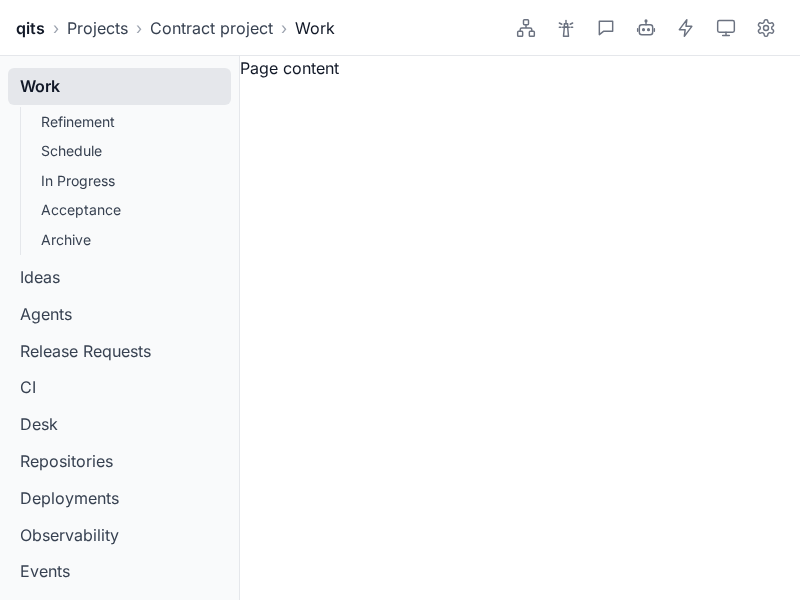 qits › Projects › Contract project › Work
Work
Refinement
Schedule
In Progress
Acceptance
Archive
Ideas
Agents
Release Requests
CI
Desk
Repositories
Deployments
Observability
Events
Page content